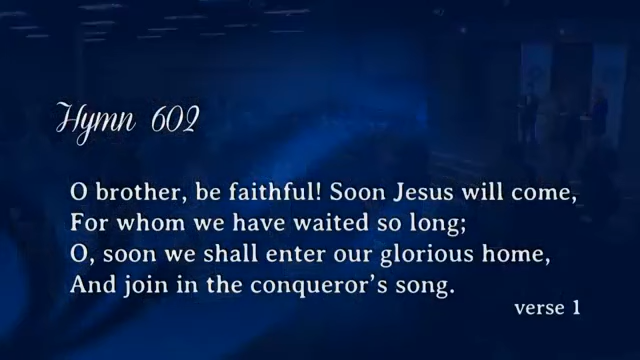 Hymn 602
O brother, be faithful! Soon Jesus will come,
For whom we have waited so long;
O, soon we shall enter our glorious home,
And join in the conqueror's song.
verse 1